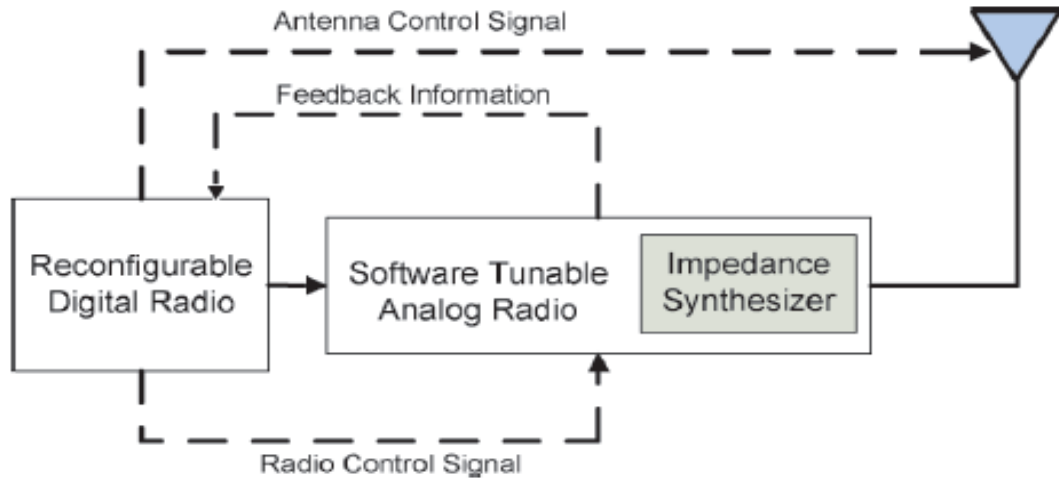 Antenna Control Signal
Feedback Information
Reconfigurable
Digital Radio
Software Tunable
Analog Radio
Impedance
Synthesizer
Radio Control Signal